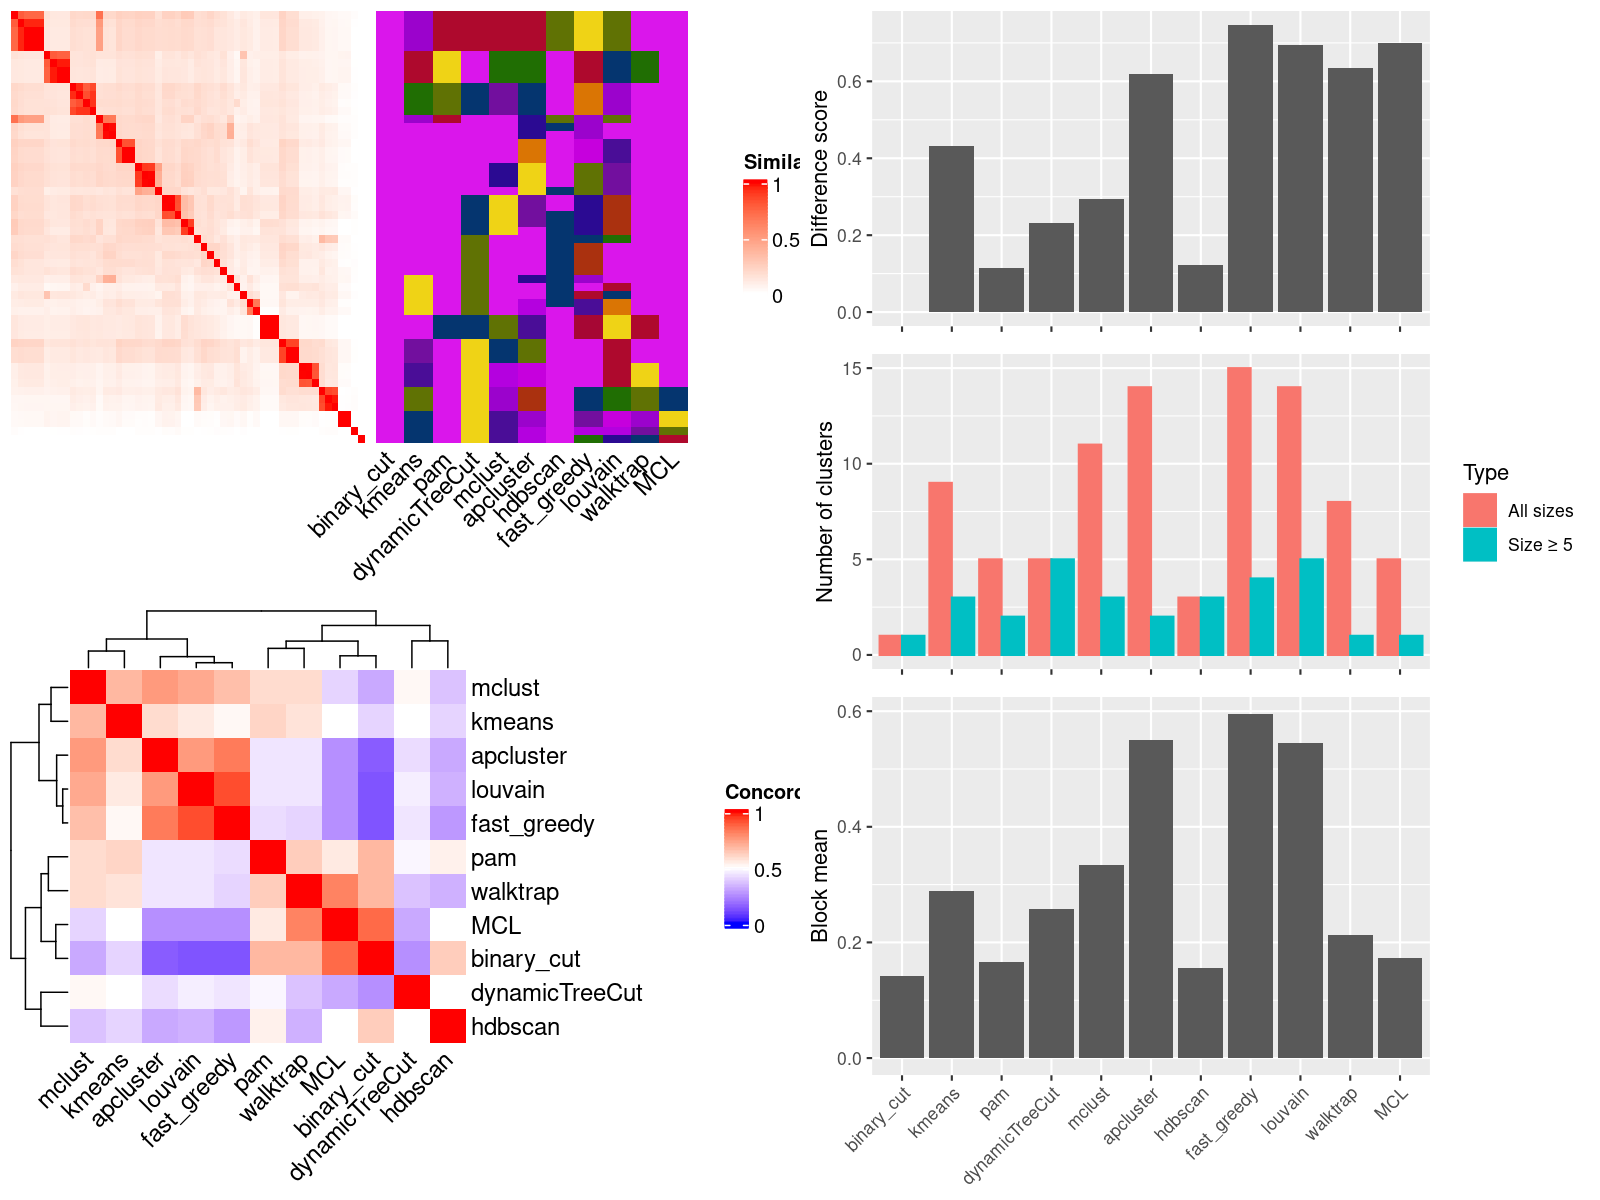 Simila
1
0.5
0
binary_cut
kmeans
pam
dynamicTreeCut
mclust
apcluster
hdbscan
fast_greedy
louvain
walktrap
MCL
Concord
1
0.5
0
mclust
kmeans
apcluster
louvain
fast_greedy
pam
walktrap
MCL
binary_cut
dynamicTreeCut
hdbscan
mclust
kmeans
apcluster
louvain
fast_greedy
pam
walktrap
MCL
binary_cut
dynamicTreeCut
hdbscan
Difference score
0.6
0.4
0.2
0.0
Number of clusters
15
10
5
0
Type
All sizes
Size ≥ 5
Block mean
0.6
0.4
0.2
0.0
binary_cut
kmeans
pam
dynamicTreeCut
mclust
apcluster
hdbscan
fast_greedy
louvain
walktrap
MCL